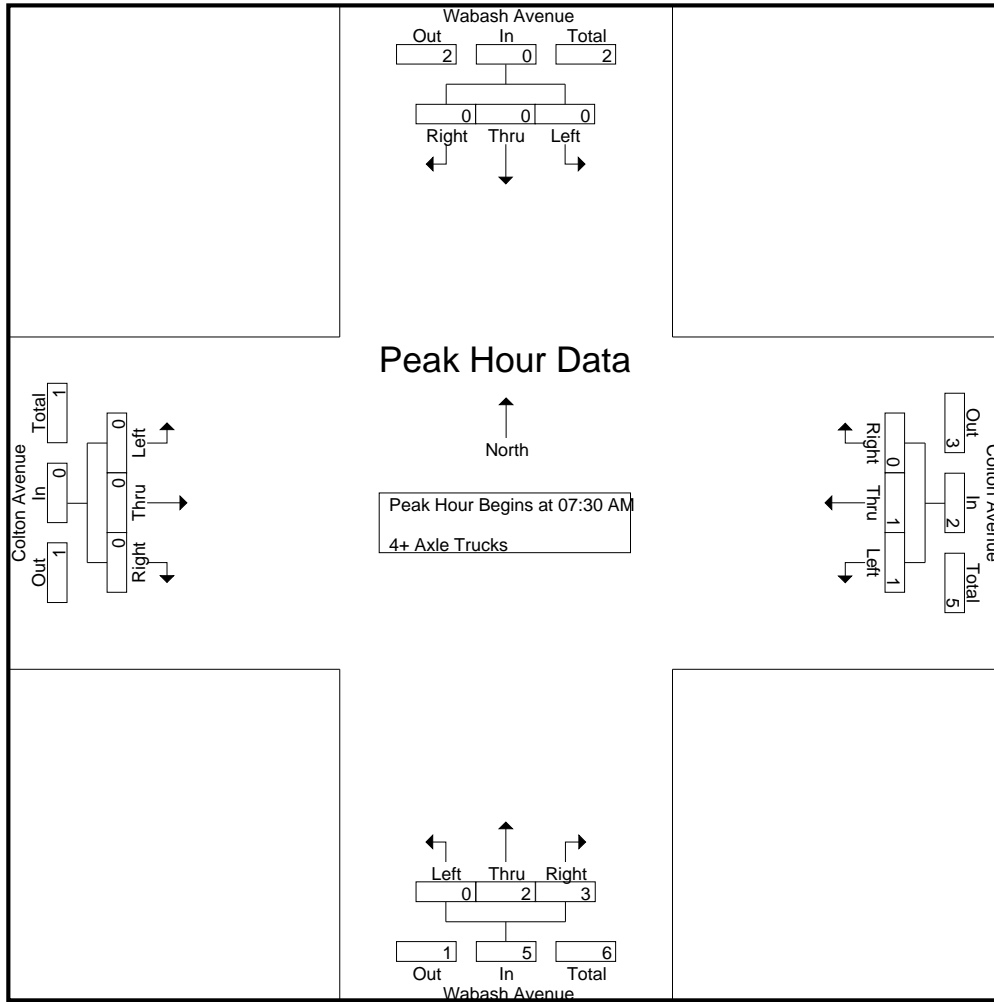 Wabash Avenue
Out In Total
2 0 2
0 0 0
Right Thru Left
Peak Hour Data
North
Peak Hour Begins at 07:30 AM
4+ Axle Trucks
Colton Avenue
Out In Total
1 0 1
0 0 0
Right Thru Left
Colton Avenue
Out In Total
3 2 5
0 1 1
Right Thru Left
Left Thru Right
0 2 3
1 5 6
Out In Total
Wabash Avenue